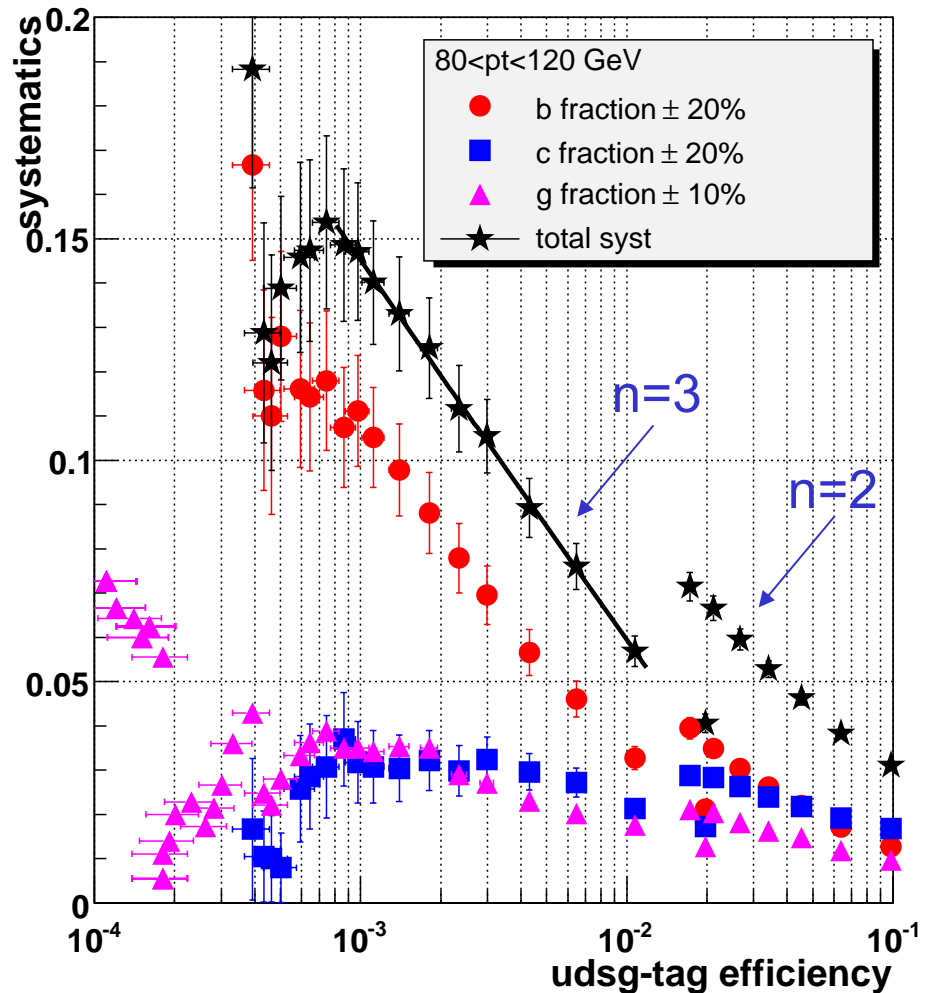 systematics
0.2
0.15
0.1
0.05
0
80<pt<120 GeV
b fraction ± 20%
c fraction ± 20%
g fraction ± 10%
total syst
n=3
n=2
10⁻⁴
10⁻³
10⁻²
10⁻¹
udsg-tag efficiency